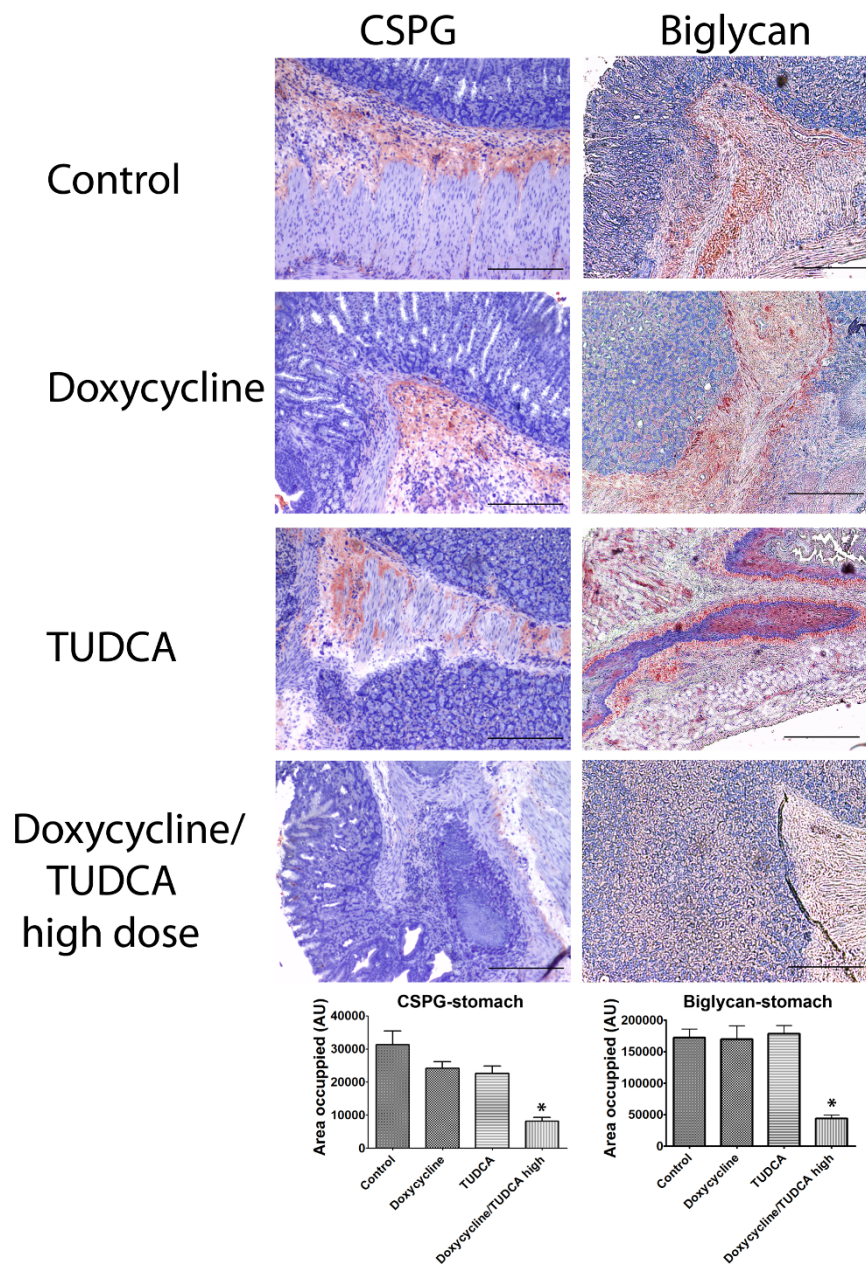 CSPG
Biglycan
Control
Doxycycline
TUDCA
Doxycycline/
TUDCA
high dose
CSPG-stomach
Area occuppied (AU)
40000
30000
20000
10000
0
Control
Doxycycline
TUDCA
Doxycycline/TUDCA high
*
Biglycan-stomach
Area occuppied (AU)
200000
150000
100000
50000
0
Control
Doxycycline
TUDCA
Doxycycline/TUDCA high
*